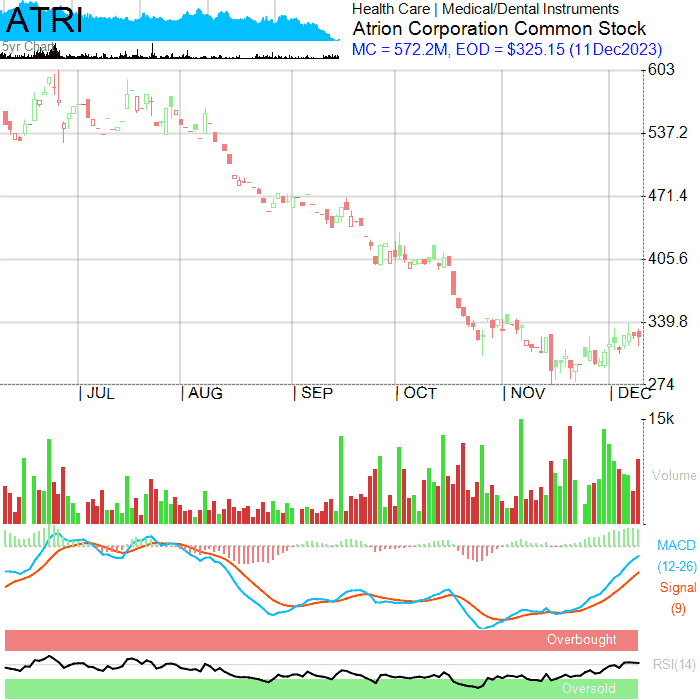 ATRI
5yr Chart
Health Care | Medical/Dental Instruments
Atrion Corporation Common Stock
MC = 572.2M, EOD = $325.15 (11Dec2023)
603
537.2
471.4
405.6
339.8
274
JUL AUG SEP OCT NOV DEC
15k
Volume
MACD
(12-26)
Signal
(9)
Overbought
RSI(14)
Oversold